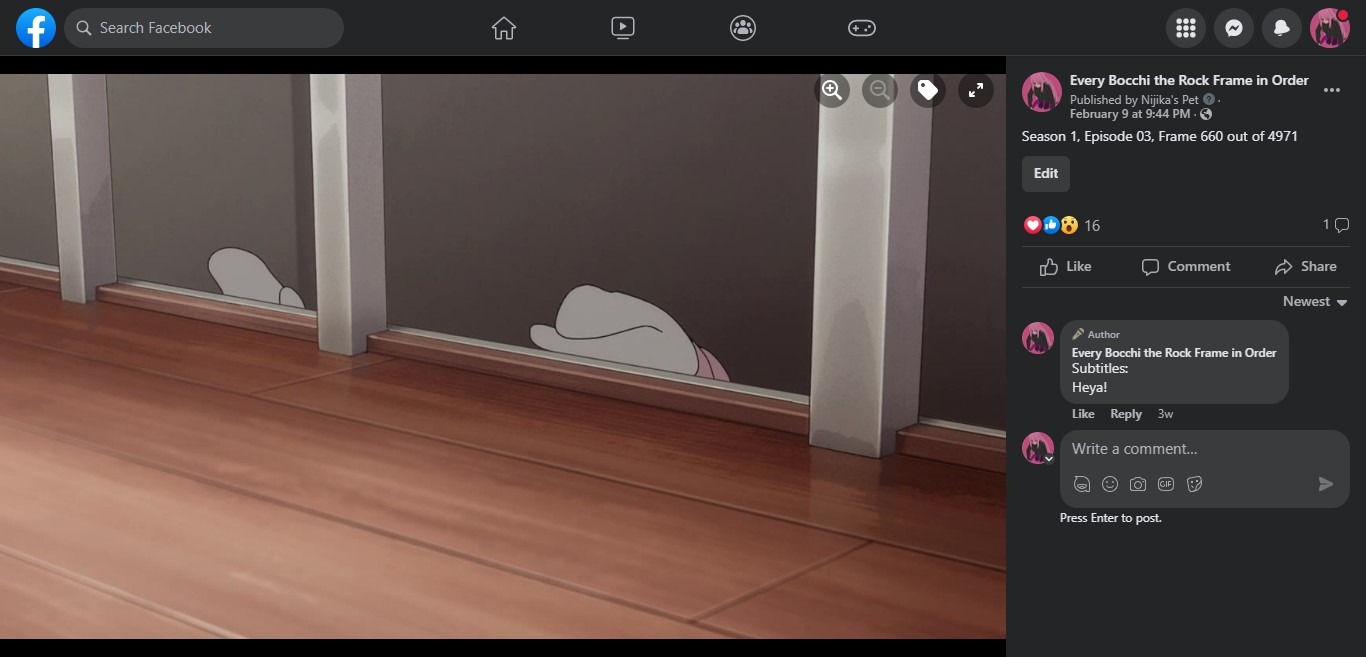 Search Facebook
Every Bocchi the Rock Frame in Order
Published by Nijika's Pet ·
February 9 at 9:44 PM ·
Season 1, Episode 03, Frame 660 out of 4971
Edit
16
1
Like
Comment
Share
Newest
Author
Every Bocchi the Rock Frame in Order
Subtitles:
Heya!
Like Reply 3w
Write a comment...
GIF
Press Enter to post.